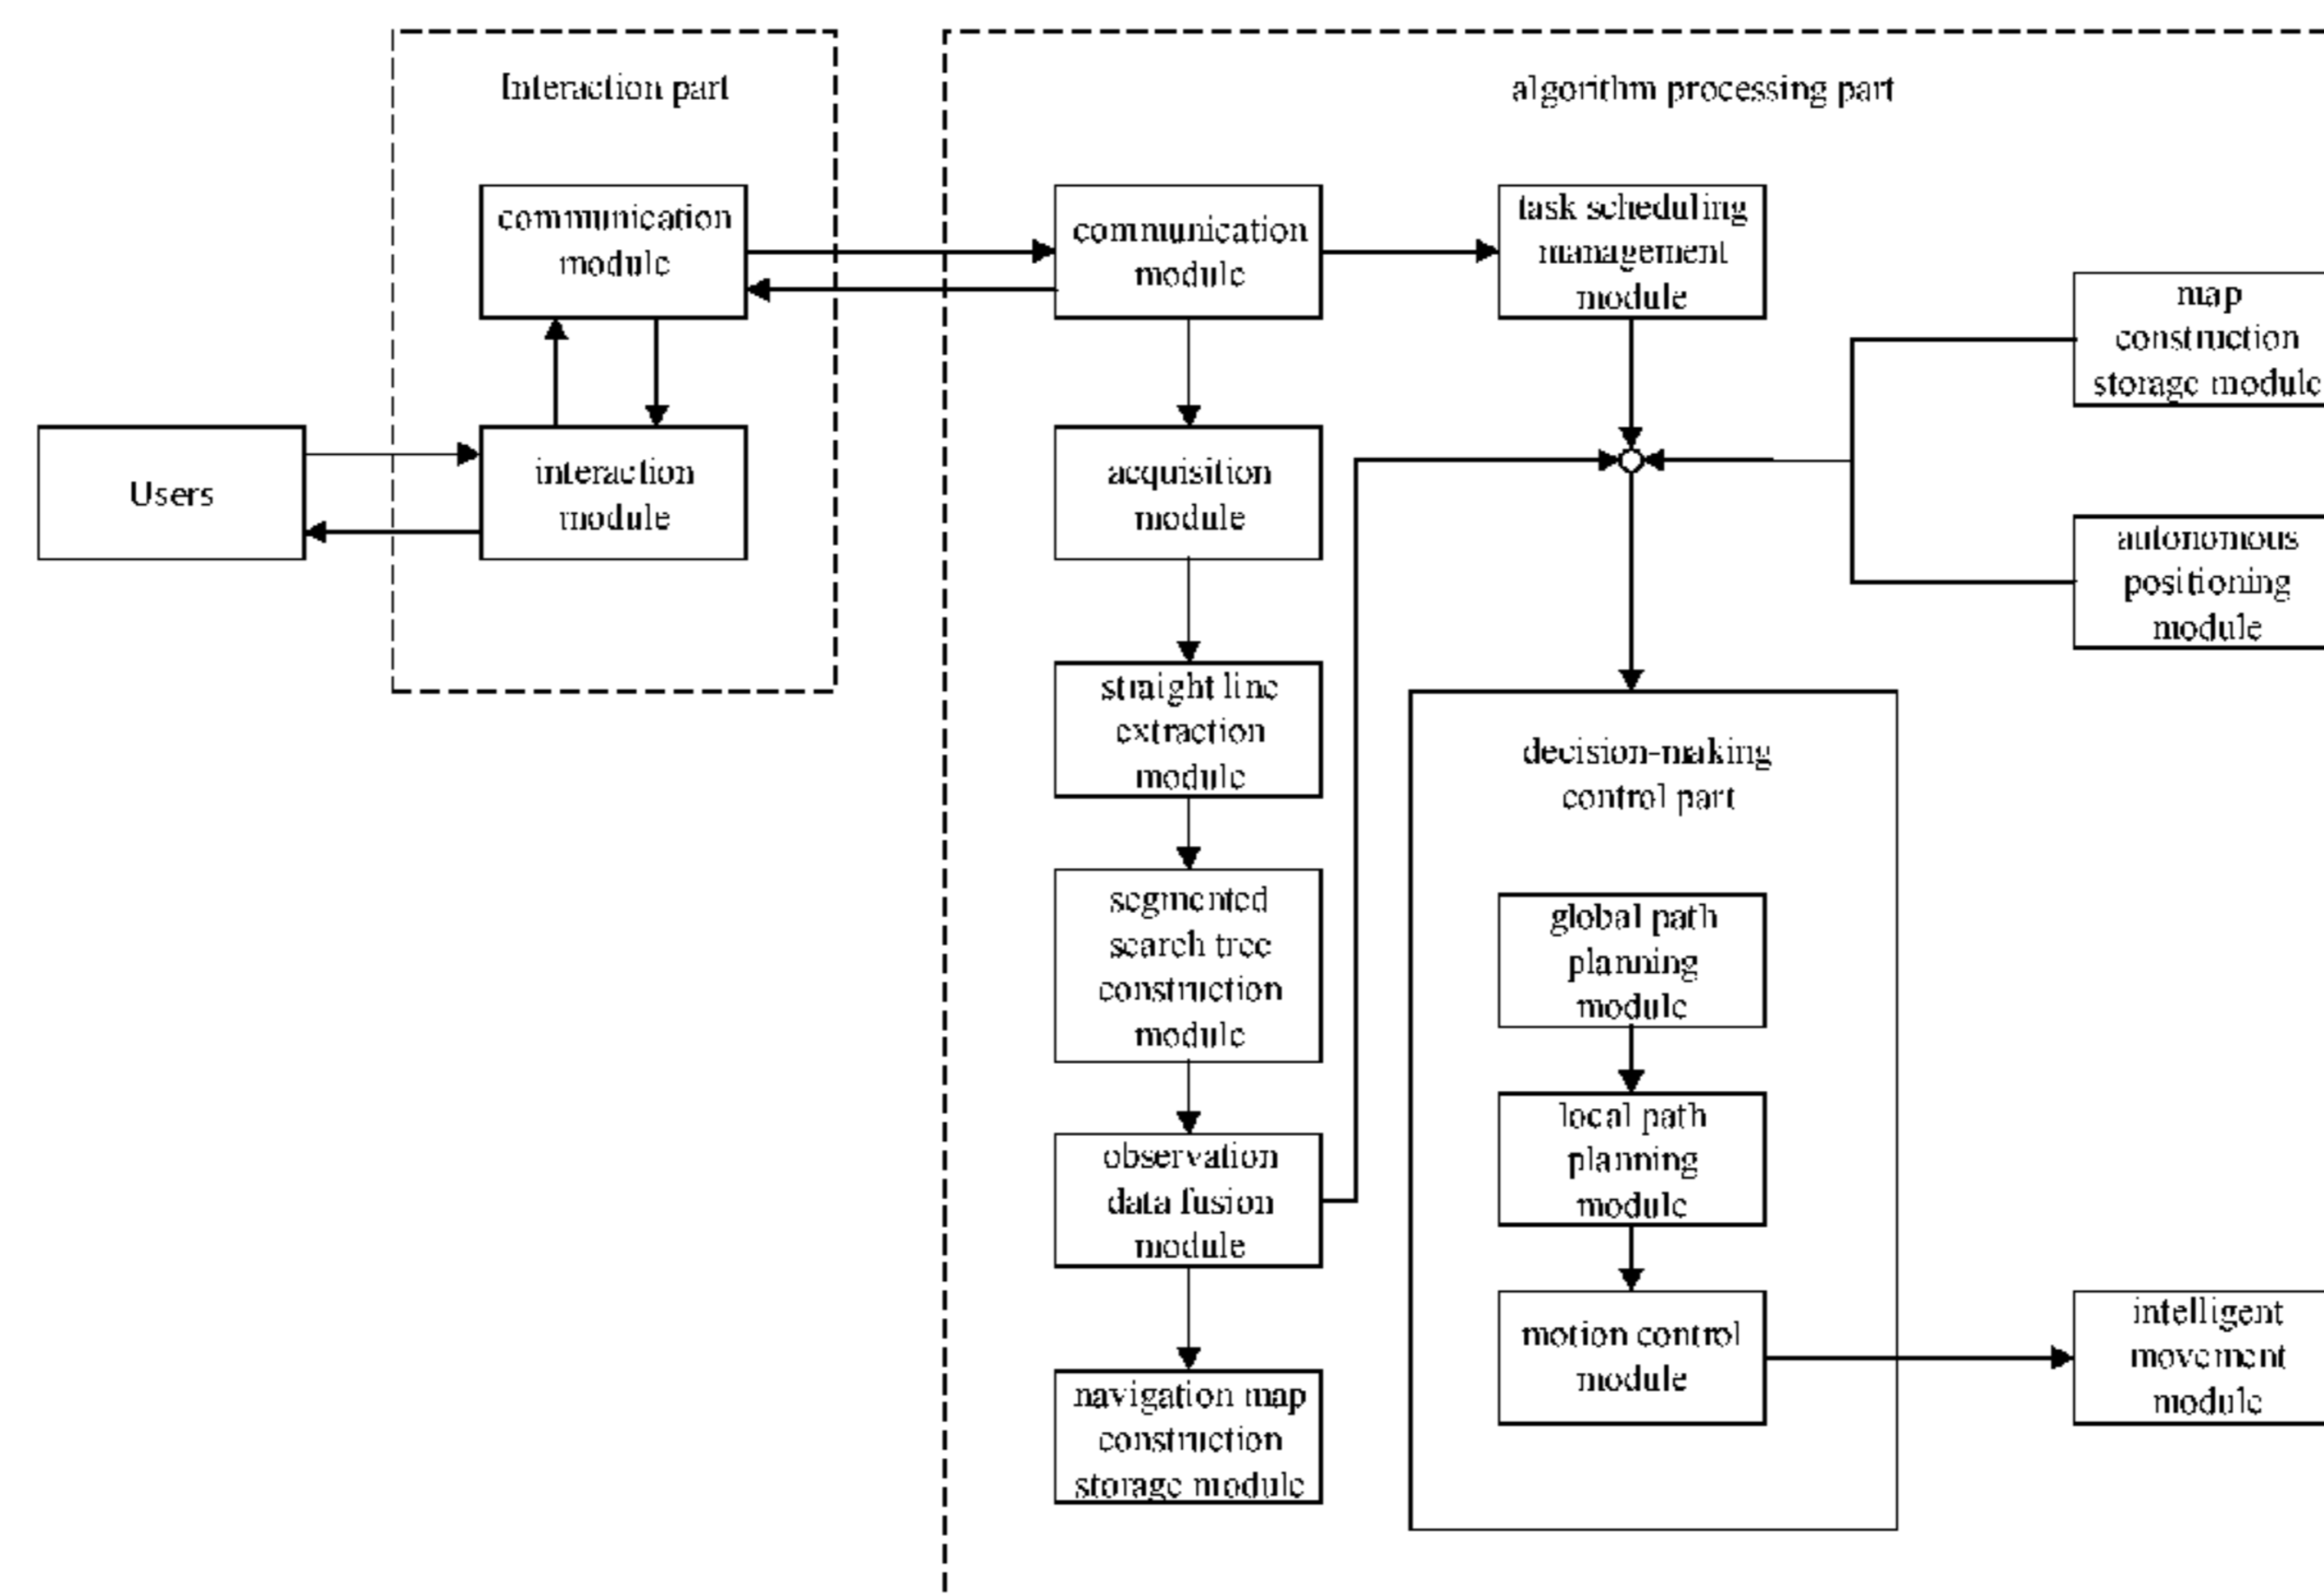 Interaction part
algorithm processing part
communication
module
communication
module
task scheduling
management
module
map
construction
storage module
Users
interaction
module
acquisition
module
autonomous
positioning
module
straight line
extraction
module
decision-making
control part
segmented
search tree
construction
module
global path
planning
module
observation
data fusion
module
local path
planning
module
navigation map
construction
storage module
motion control
module
intelligent
movement
module